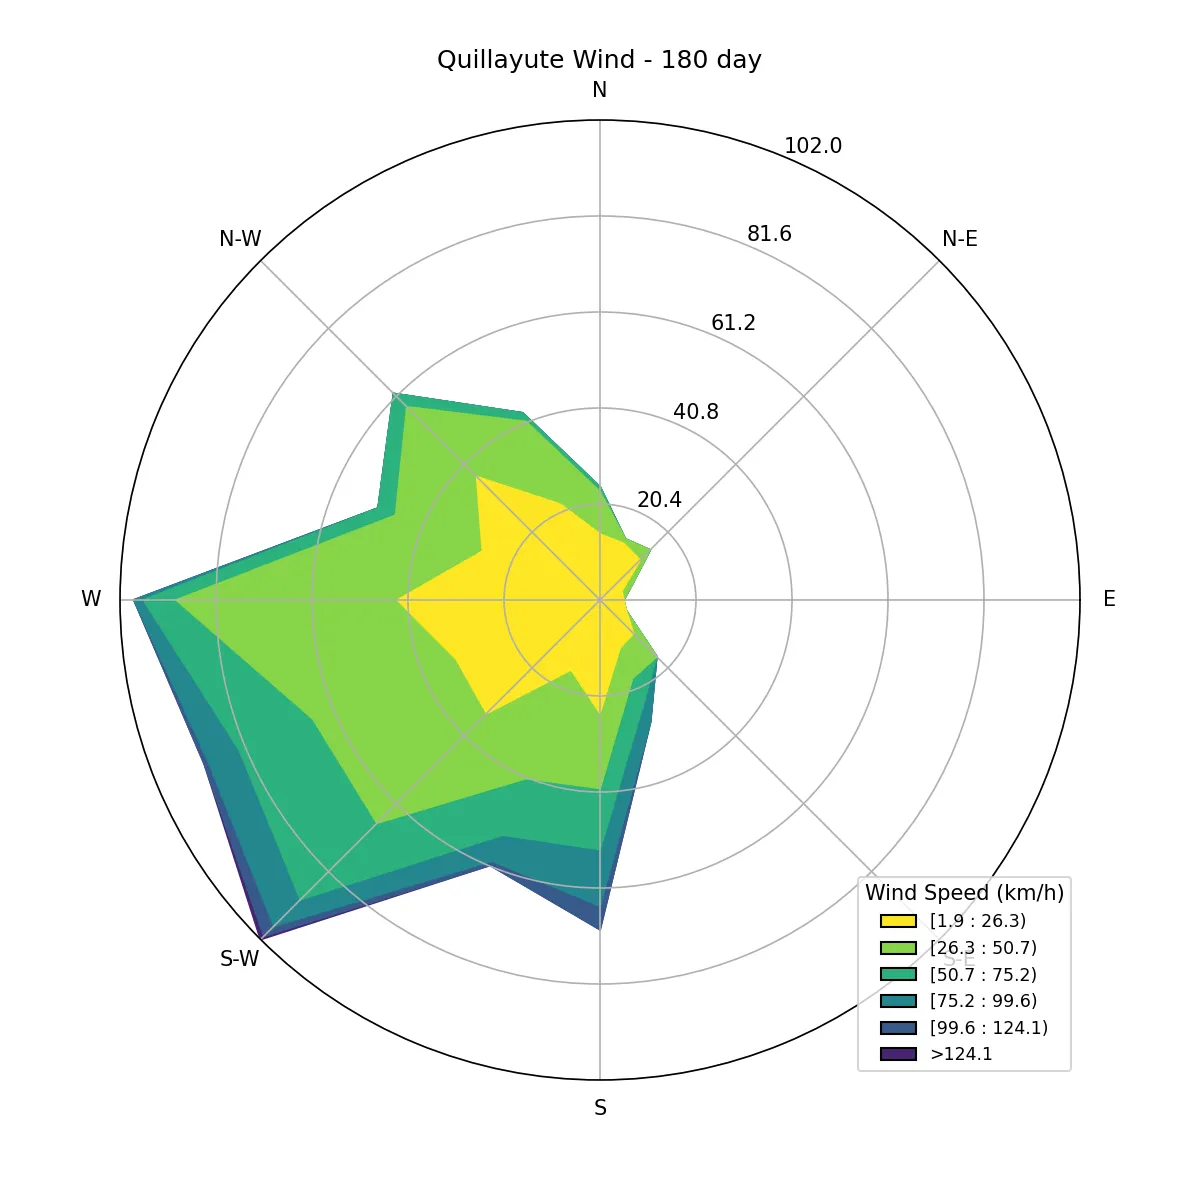 Quillayute Wind - 180 day
N
102.0
N-W
81.6
N-E
61.2
40.8
20.4
W
E
Wind Speed (km/h)
[1.9 : 26.3)
[26.3 : 50.7)
[50.7 : 75.2)
[75.2 : 99.6)
[99.6 : 124.1)
>124.1
S-W
S-E
S